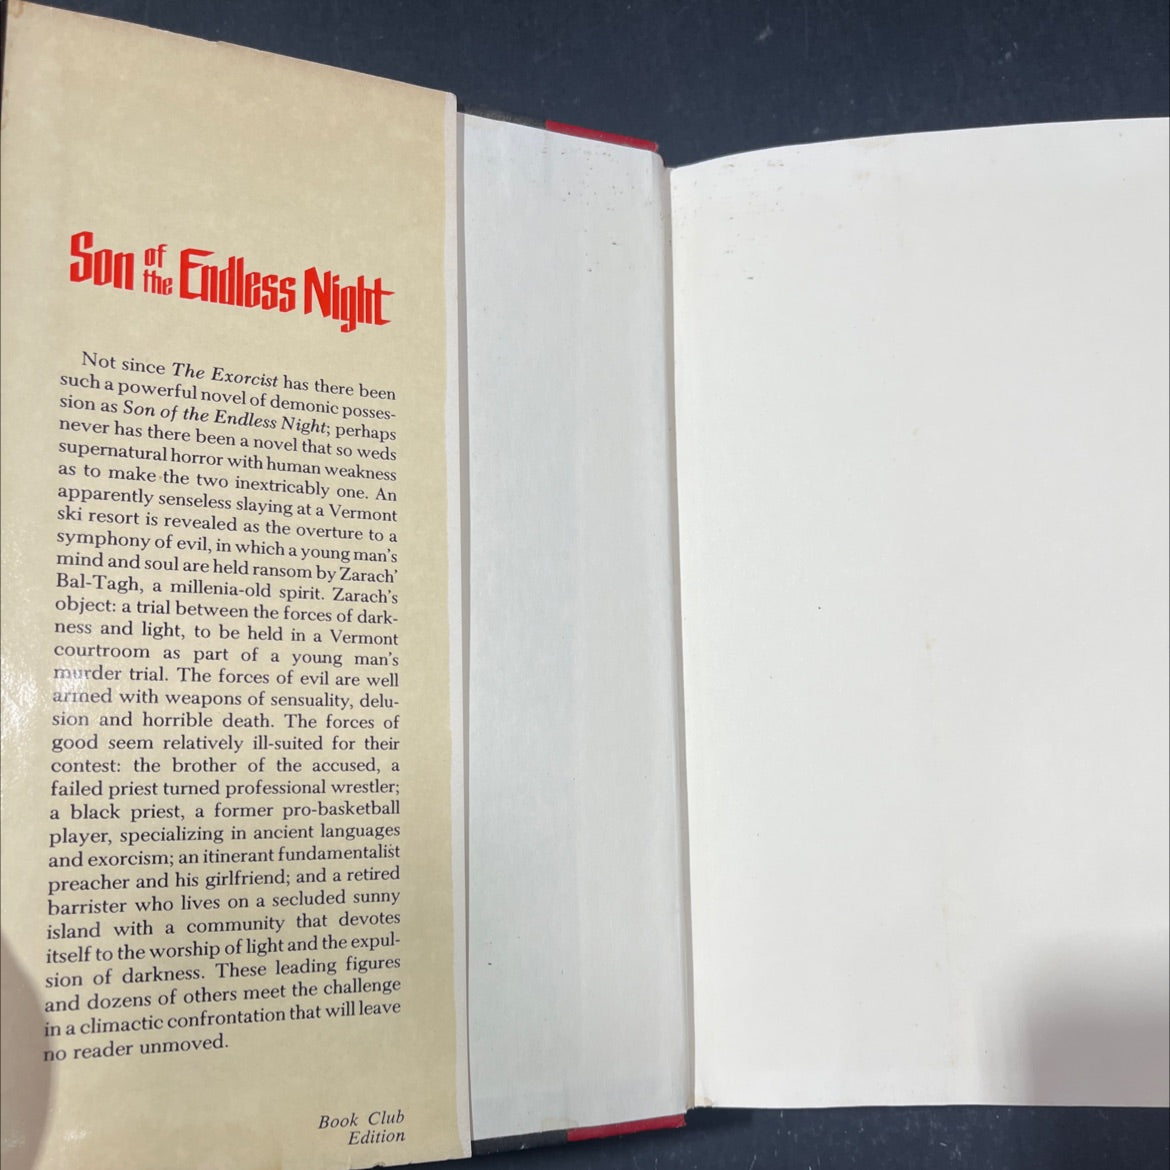 Son of the Endless Night
Not since The Exorcist has there been
such a powerful novel of demonic posses-
sion as Son of the Endless Night; perhaps
never has there been a novel that so weds
supernatural horror with human weakness
as to make the two inextricably one. An
apparently senseless slaying at a Vermont
ski resort is revealed as the overture to a
symphony of evil, in which a young man's
mind and soul are held ransom by Zarach'
Bal-Tagh, a millenia-old spirit. Zarach's
object: a trial between the forces of dark-
ness and light, to be held in a Vermont
courtroom as part of a young man's
murder trial. The forces of evil are well
armed with weapons of sensuality, delu-
sion and horrible death. The forces of
good seem relatively ill-suited for their
contest: the brother of the accused, a
failed priest turned professional wrestler;
a black priest, a former pro-basketball
player, specializing in ancient languages
and exorcism; an itinerant fundamentalist
preacher and his girlfriend; and a retired
barrister who lives on a secluded sunny
island with a community that devotes
itself to the worship of light and the expul-
sion of darkness. These leading figures
and dozens of others meet the challenge
in a climactic confrontation that will leave
no reader unmoved.
Book Club
Edition